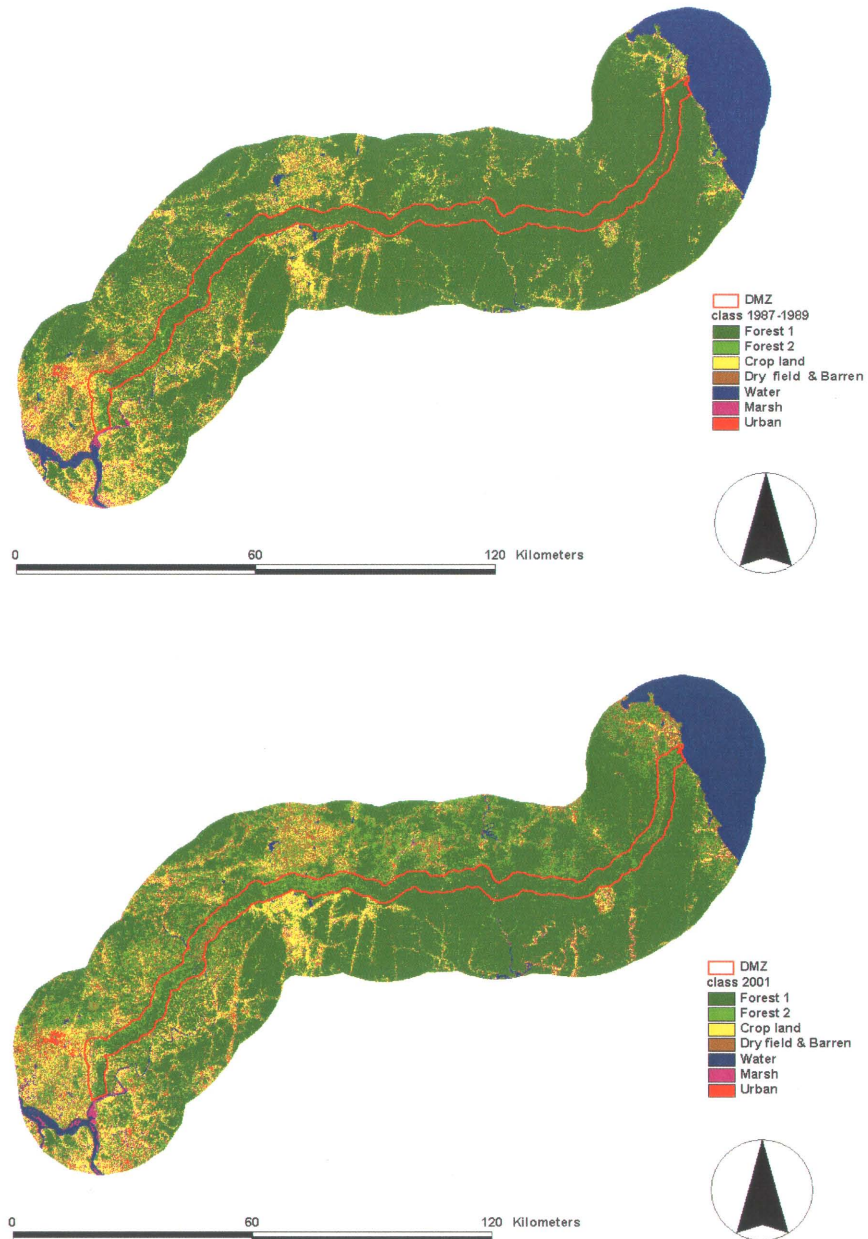 DMZ
class 1987-1989
Forest 1
Forest 2
Crop land
Dry field & Barren
Water
Marsh
Urban
0 60 120 Kilometers
DMZ
class 2001
Forest 1
Forest 2
Crop land
Dry field & Barren
Water
Marsh
Urban
0 60 120 Kilometers